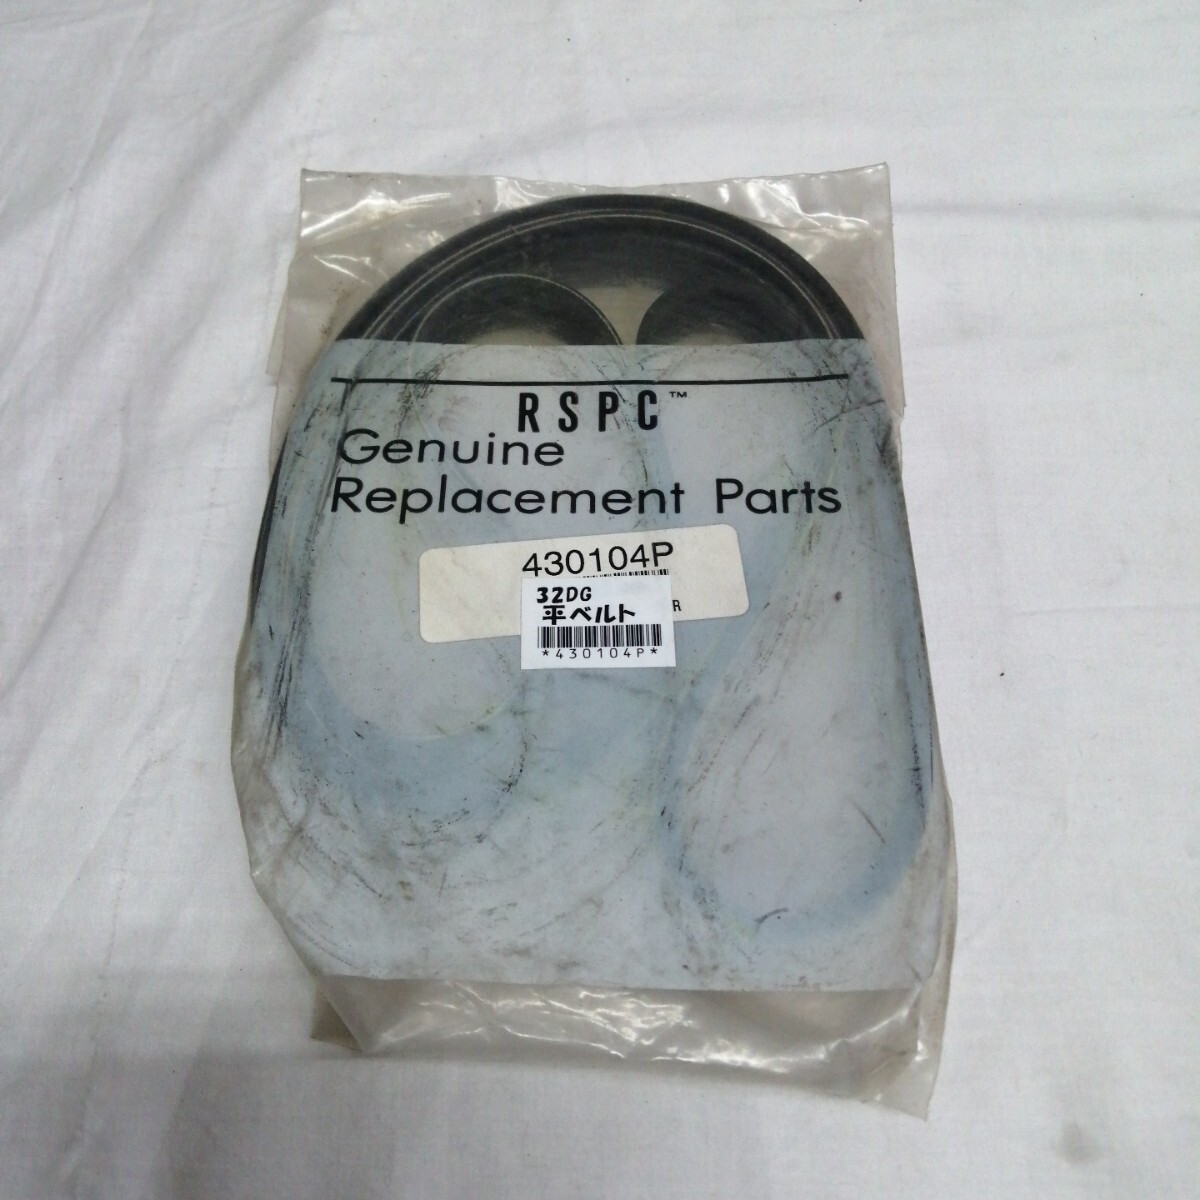 RSPC™
Genuine
Replacement Parts
430104P
32DG
平ベルト
R
*430104P*